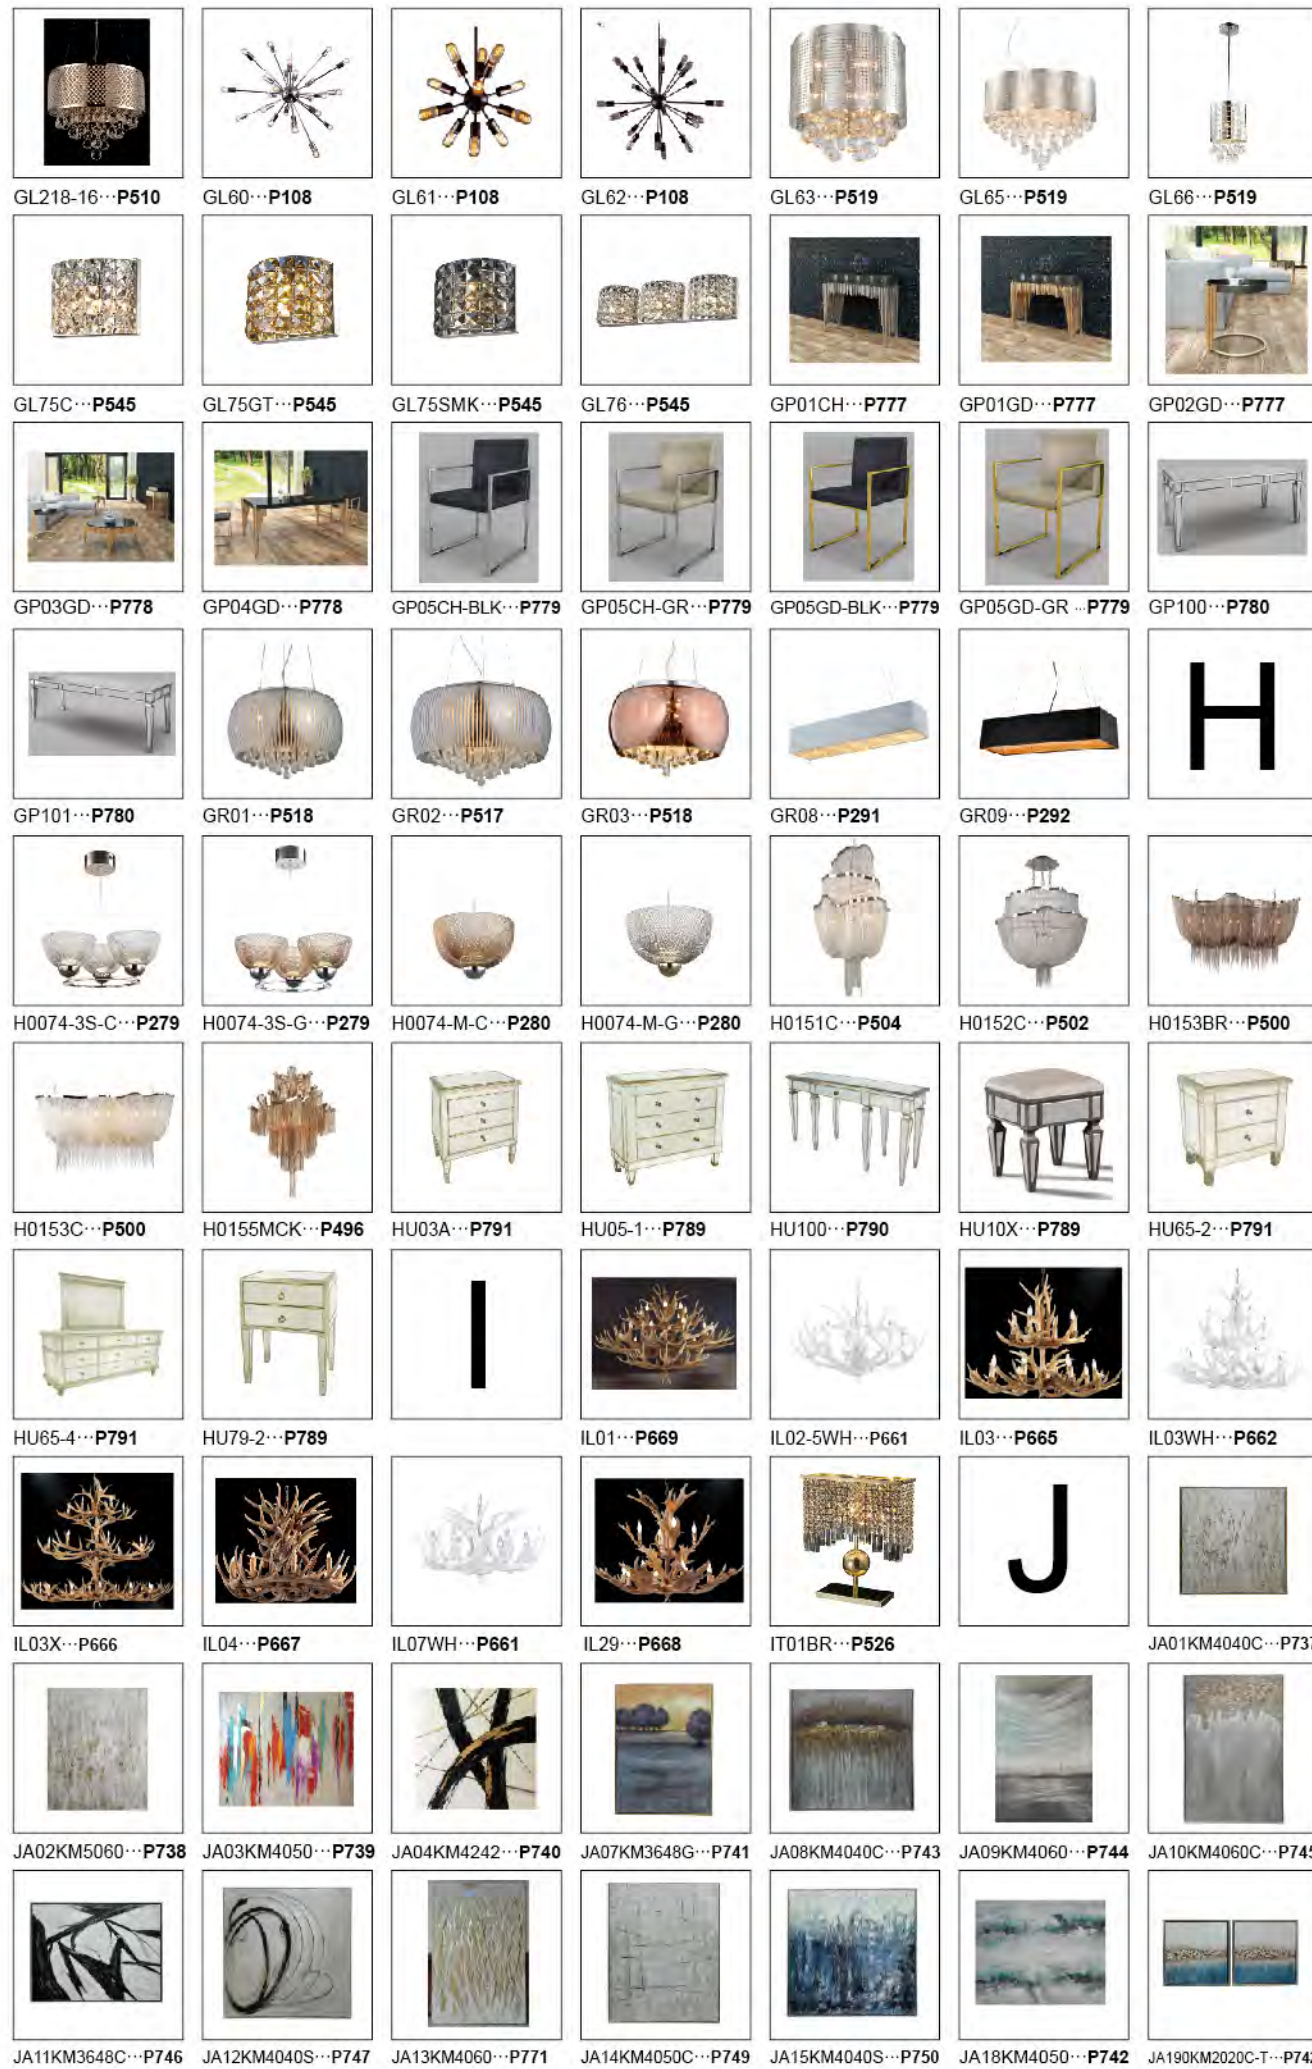 GL218-16···P510 GL60···P108 GL61···P108 GL62···P108 GL63···P519 GL65···P519 GL66···P519
GL75C···P545 GL75GT···P545 GL75SMK···P545 GL76···P545 GP01CH···P777 GP01GD···P777 GP02GD···P777
GP03GD···P778 GP04GD···P778 GP05CH-BLK···P779 GP05CH-GR···P779 GP05GD-BLK···P779 GP05GD-GR···P779 GP100···P780
H
GP101···P780 GR01···P518 GR02···P517 GR03···P518 GR08···P291 GR09···P292
H0074-3S-C···P279 H0074-3S-G···P279 H0074-M-C···P280 H0074-M-G···P280 H0151C···P504 H0152C···P502 H0153BR···P500
H0153C···P500 H0155MCK···P496 HU03A···P791 HU05-1···P789 HU100···P790 HU10X···P789 HU65-2···P791
I
HU65-4···P791 HU79-2···P789 IL01···P669 IL02-5WH···P661 IL03···P665 IL03WH···P662
J
IL03X···P666 IL04···P667 IL07WH···P661 IL29···P668 IT01BR···P526 JA01KM4040C···P737
JA02KM5060···P738 JA03KM4050···P739 JA04KM4242···P740 JA07KM3648G···P741 JA08KM4040C···P743 JA09KM4060···P744 JA10KM4060C···P745
JA11KM3648C···P746 JA12KM4040S···P747 JA13KM4060···P771 JA14KM4050C···P749 JA15KM4040S···P750 JA18KM4050···P742 JA190KM2020C-T···P74